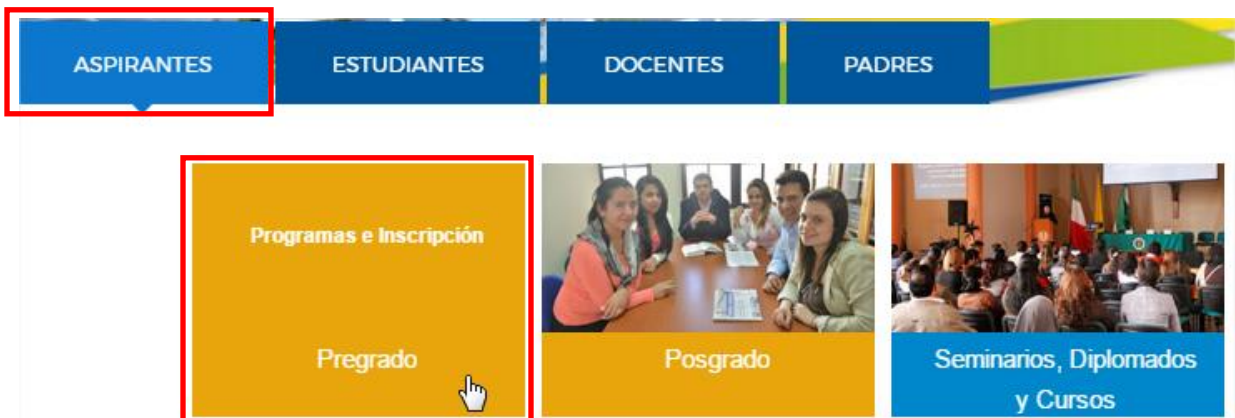 ASPIRANTES ESTUDIANTES DOCENTES PADRES
Programas e Inscripción
Pregrado
Posgrado
Seminarios, Diplomados
y Cursos